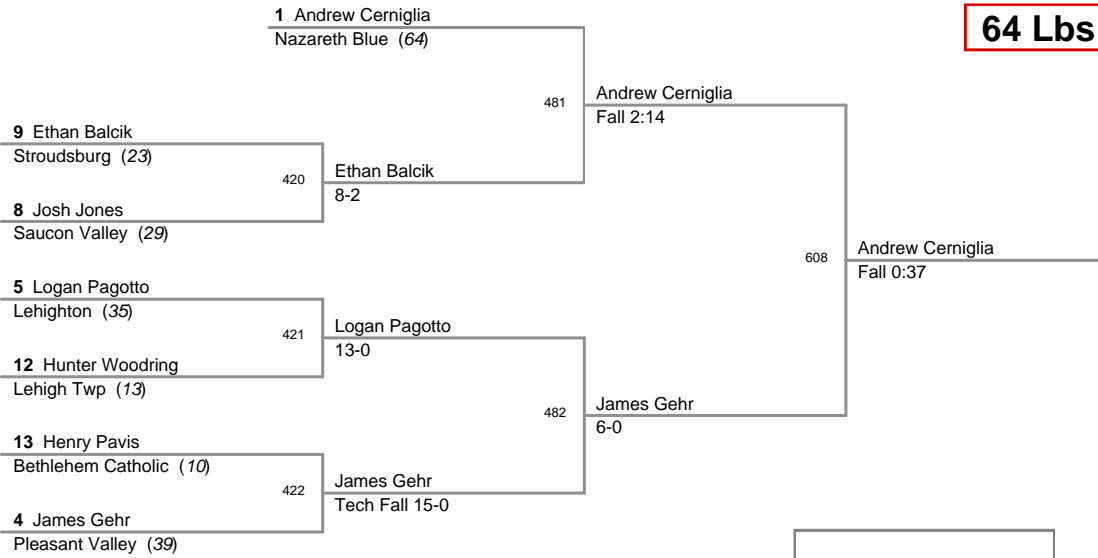 1 Andrew Cerniglia
Nazareth Blue (64)
64 Lbs
481
Andrew Cerniglia
Fall 2:14
9 Ethan Balcik
Stroudsburg (23)
420
Ethan Balcik
8-2
8 Josh Jones
Saucon Valley (29)
608
Andrew Cerniglia
Fall 0:37
5 Logan Pagotto
Lehighton (35)
421
Logan Pagotto
13-0
12 Hunter Woodring
Lehigh Twp (13)
482
James Gehr
6-0
13 Henry Pavis
Bethlehem Catholic (10)
422
James Gehr
Tech Fall 15-0
4 James Gehr
Pleasant Valley (39)